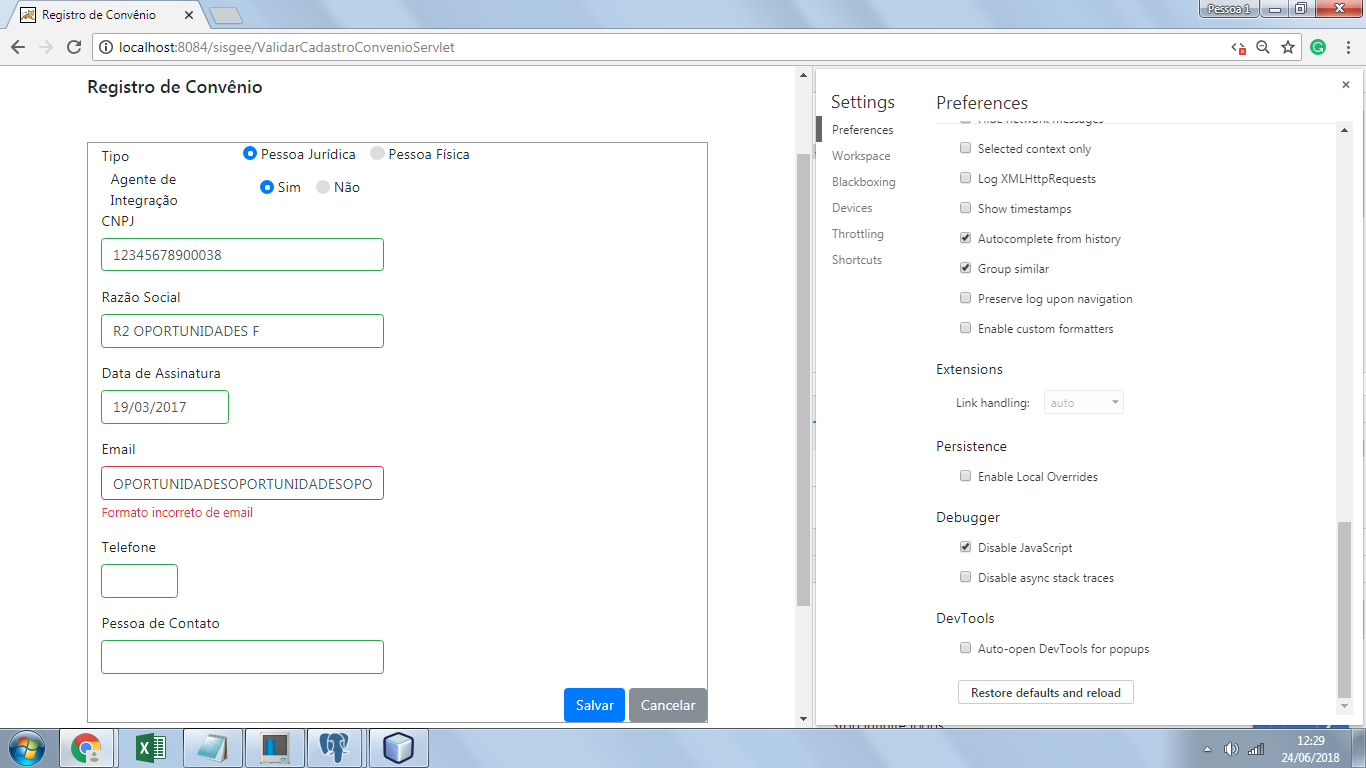 Registro de Convênio
Pessoa 1
localhost:8084/sisgee/ValidarCadastroConvenioServlet
Registro de Convênio
Tipo
Pessoa Jurídica Pessoa Física
Agente de
Integração
Sim Não
CNPJ
12345678900038
Razão Social
R2 OPORTUNIDADES F
Data de Assinatura
19/03/2017
Email
OPORTUNIDADESOPORTUNIDADESOPO
Formato incorreto de email
Telefone
Pessoa de Contato
Salvar Cancelar
Settings
Preferences
Workspace
Blackboxing
Devices
Throttling
Shortcuts
Preferences
Hide network messages
Selected context only
Log XMLHttpRequests
Show timestamps
Autocomplete from history
Group similar
Preserve log upon navigation
Enable custom formatters
Extensions
Link handling: auto
Persistence
Enable Local Overrides
Debugger
Disable JavaScript
Disable async stack traces
DevTools
Auto-open DevTools for popups
Restore defaults and reload
12:29
24/06/2018